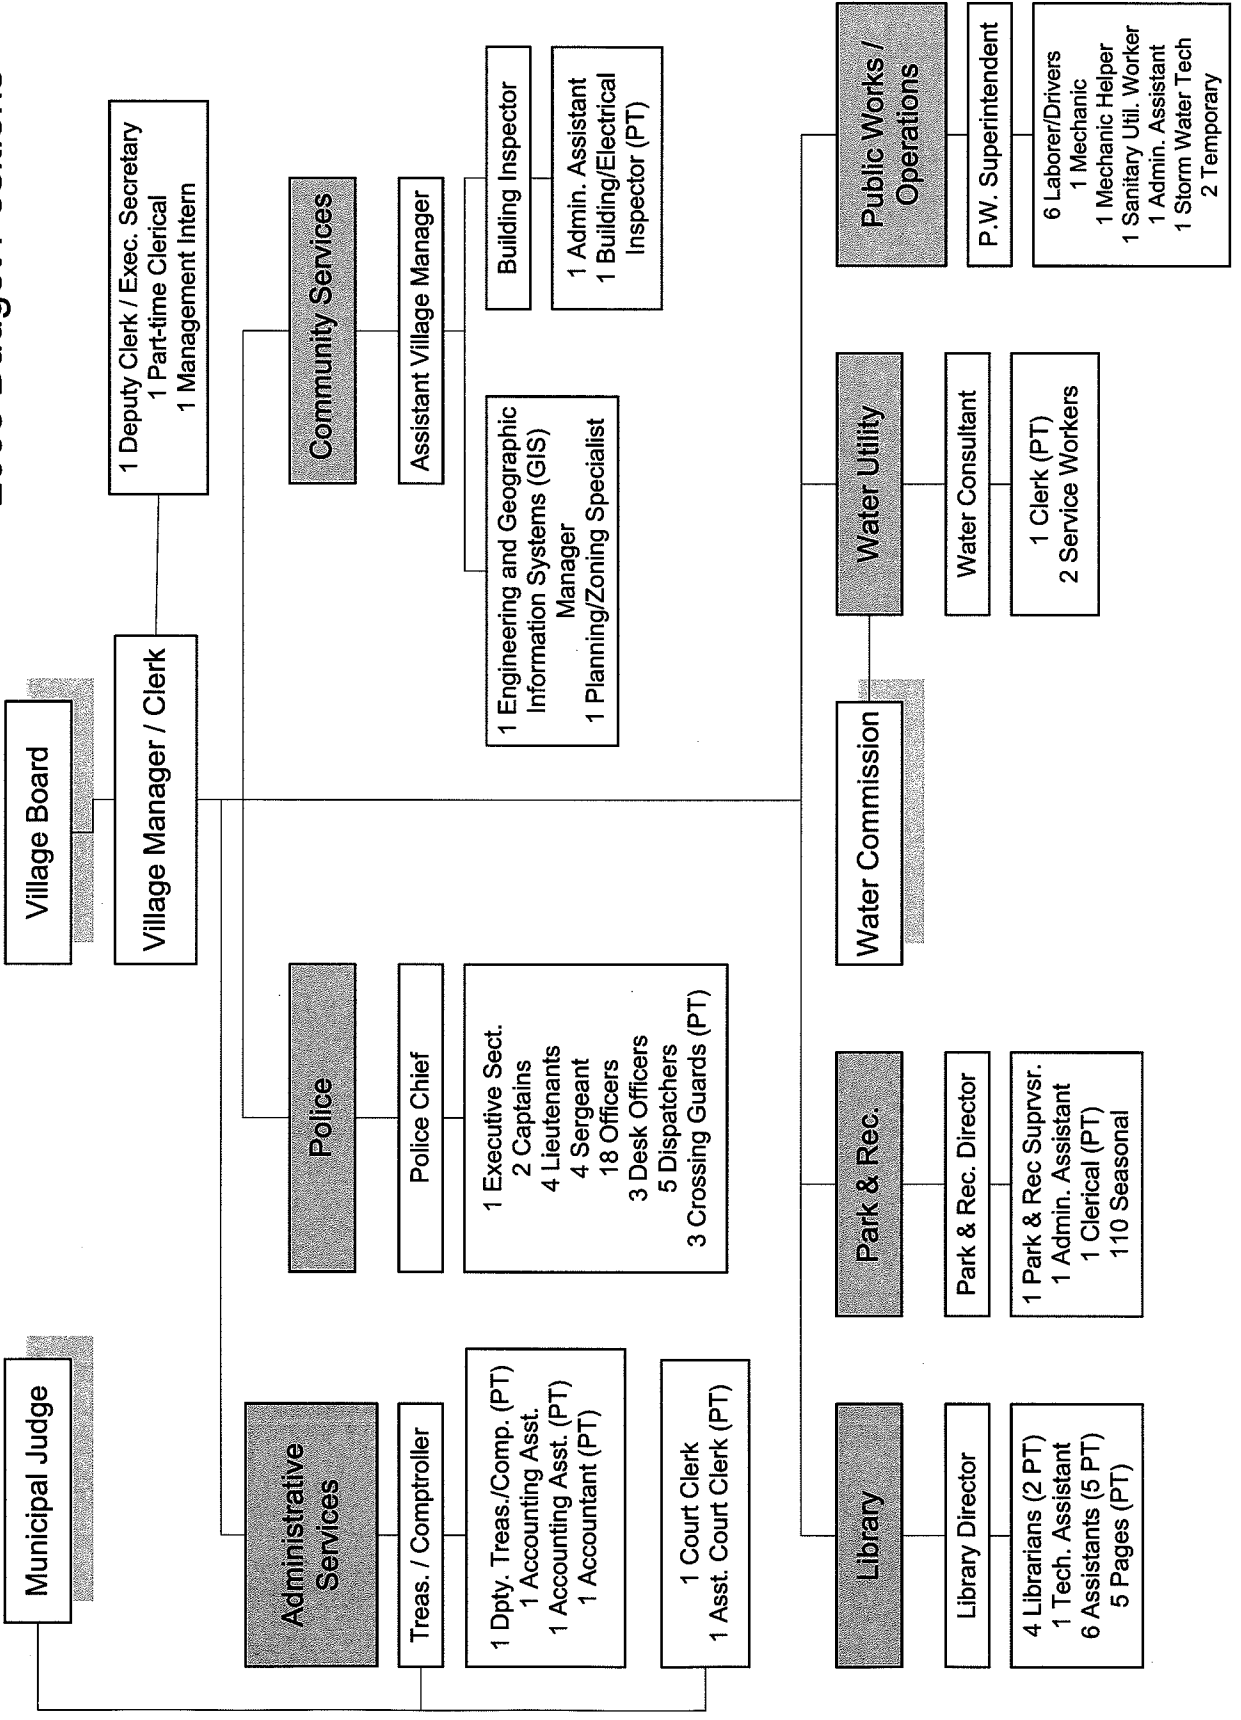 Village Board
Municipal Judge
Village Manager / Clerk
1 Deputy Clerk / Exec. Secretary
1 Part-time Clerical
1 Management Intern
Administrative
Services
Treas. / Comptroller
1 Dpty. Treas./Comp. (PT)
1 Accounting Asst.
1 Accounting Asst. (PT)
1 Accountant (PT)
1 Court Clerk
1 Asst. Court Clerk (PT)
Police
Police Chief
1 Executive Sect.
2 Captains
4 Lieutenants
4 Sergeant
18 Officers
3 Desk Officers
5 Dispatchers
3 Crossing Guards (PT)
Community Services
Assistant Village Manager
1 Engineering and Geographic
Information Systems (GIS)
Manager
1 Planning/Zoning Specialist
Building Inspector
1 Admin. Assistant
1 Building/Electrical
Inspector (PT)
Library
Library Director
4 Librarians (2 PT)
1 Tech. Assistant
6 Assistants (5 PT)
5 Pages (PT)
Park & Rec.
Park & Rec. Director
1 Park & Rec Suprvsr.
1 Admin. Assistant
1 Clerical (PT)
110 Seasonal
Water Commission
Water Utility
Water Consultant
1 Clerk (PT)
2 Service Workers
Public Works /
Operations
P.W. Superintendent
6 Laborer/Drivers
1 Mechanic
1 Mechanic Helper
1 Sanitary Util. Worker
1 Admin. Assistant
1 Storm Water Tech
2 Temporary